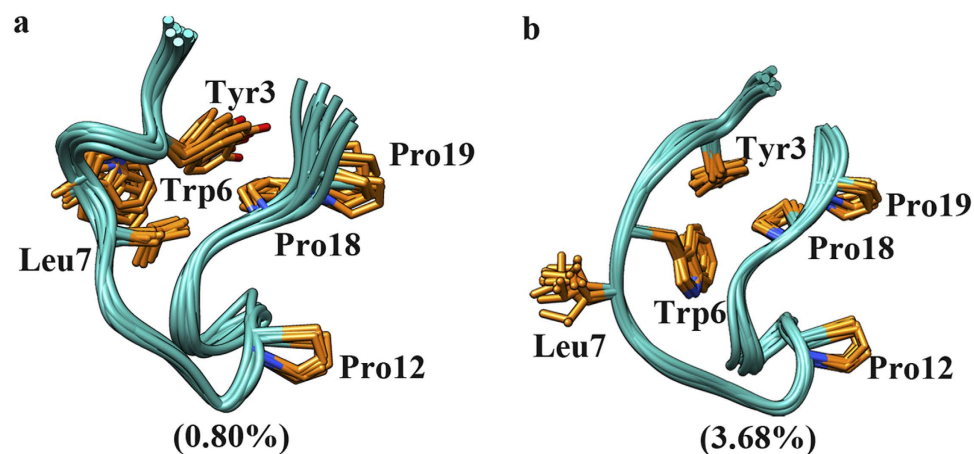 a
Tyr3
Pro19
Trp6
Pro18
Leu7
Pro12
(0.80%)
b
Tyr3
Pro19
Pro18
Trp6
Leu7
Pro12
(3.68%)